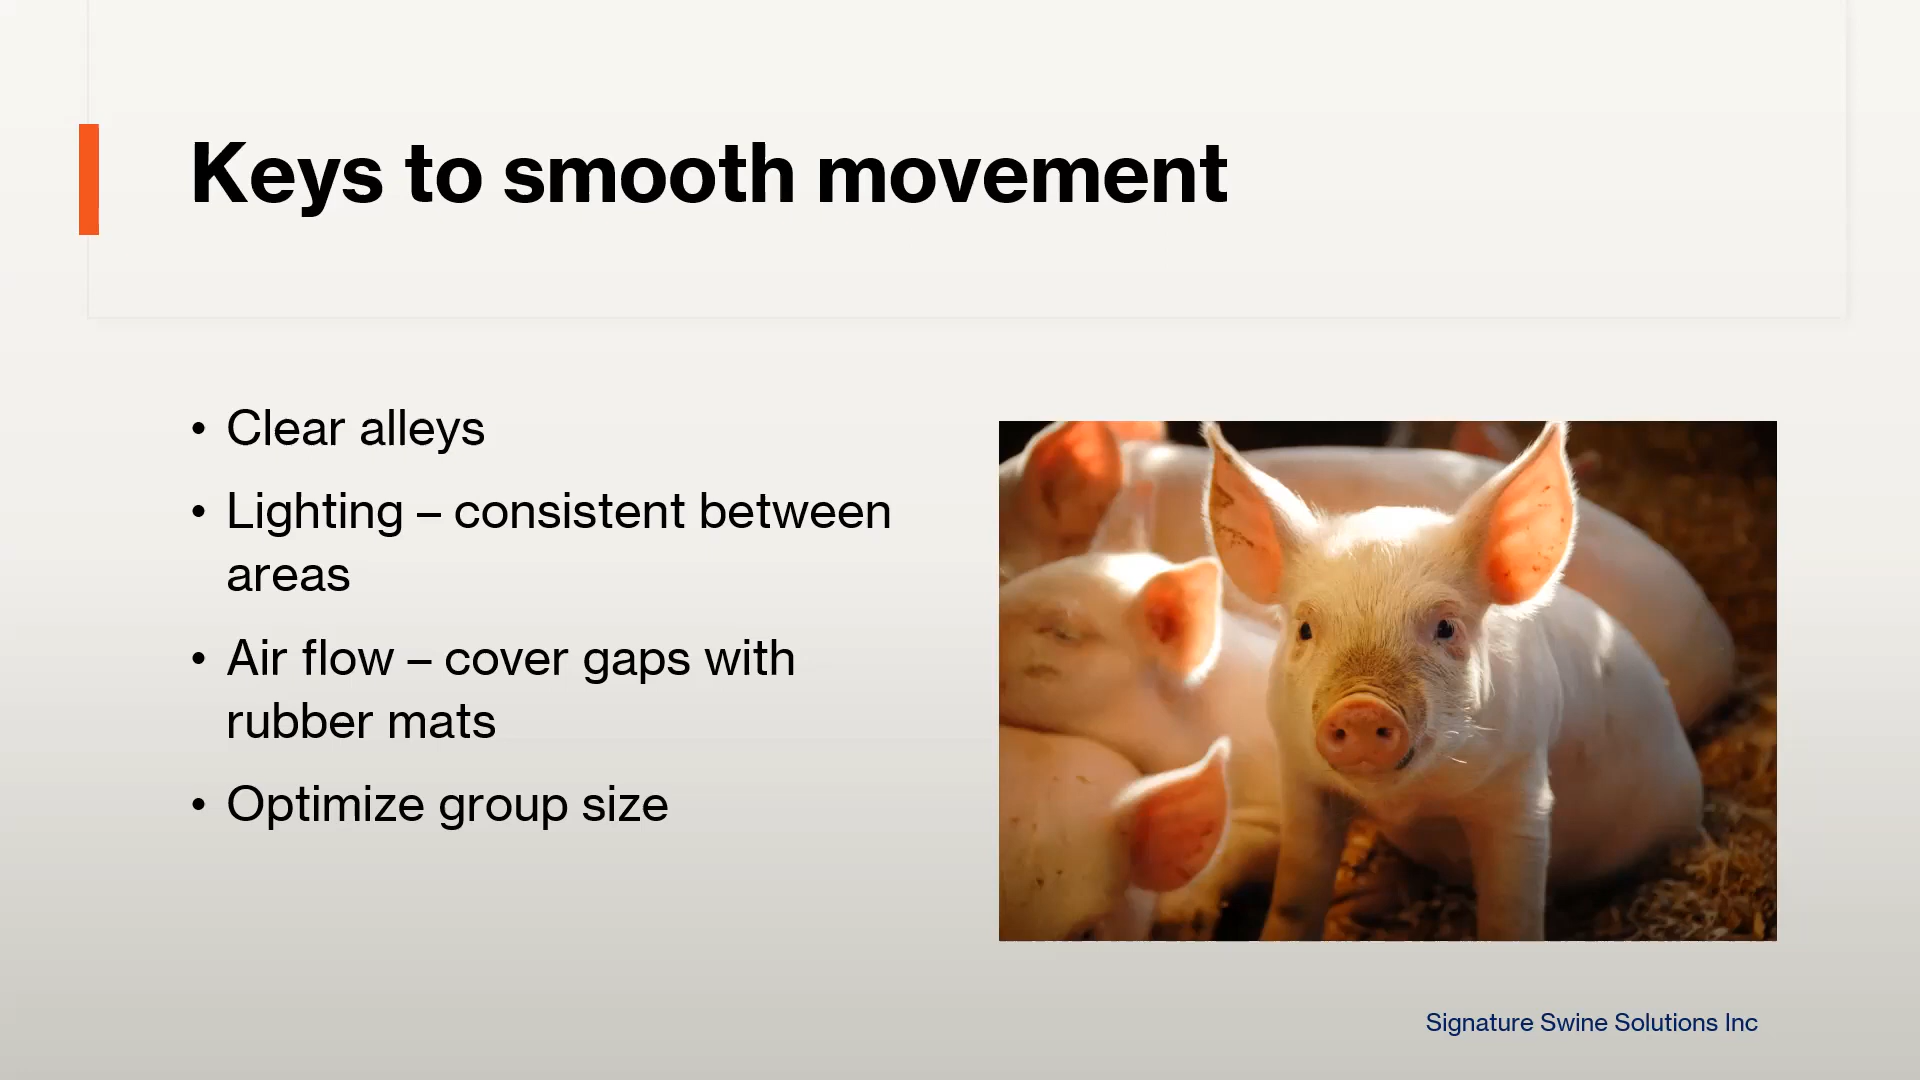 Keys to smooth movement
• Clear alleys
• Lighting – consistent between
areas
• Air flow – cover gaps with
rubber mats
• Optimize group size
Signature Swine Solutions Inc